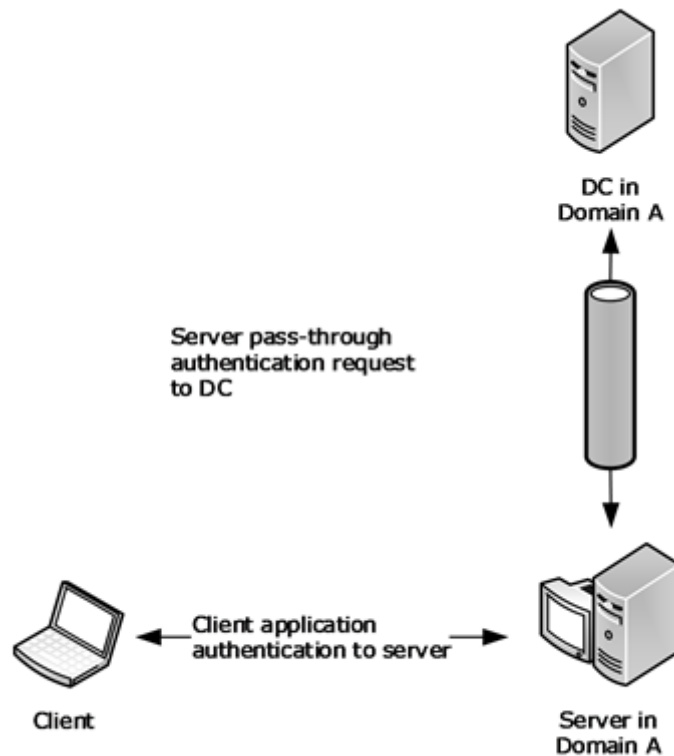 DC in
Domain A
Server pass-through
authentication request
to DC
Client application
authentication to server
Client
Server in
Domain A